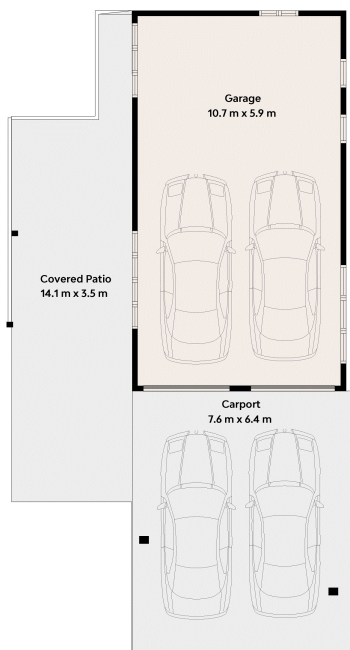 Garage
10.7 m x 5.9 m
Covered Patio
14.1 m x 3.5 m
Carport
7.6 m x 6.4 m